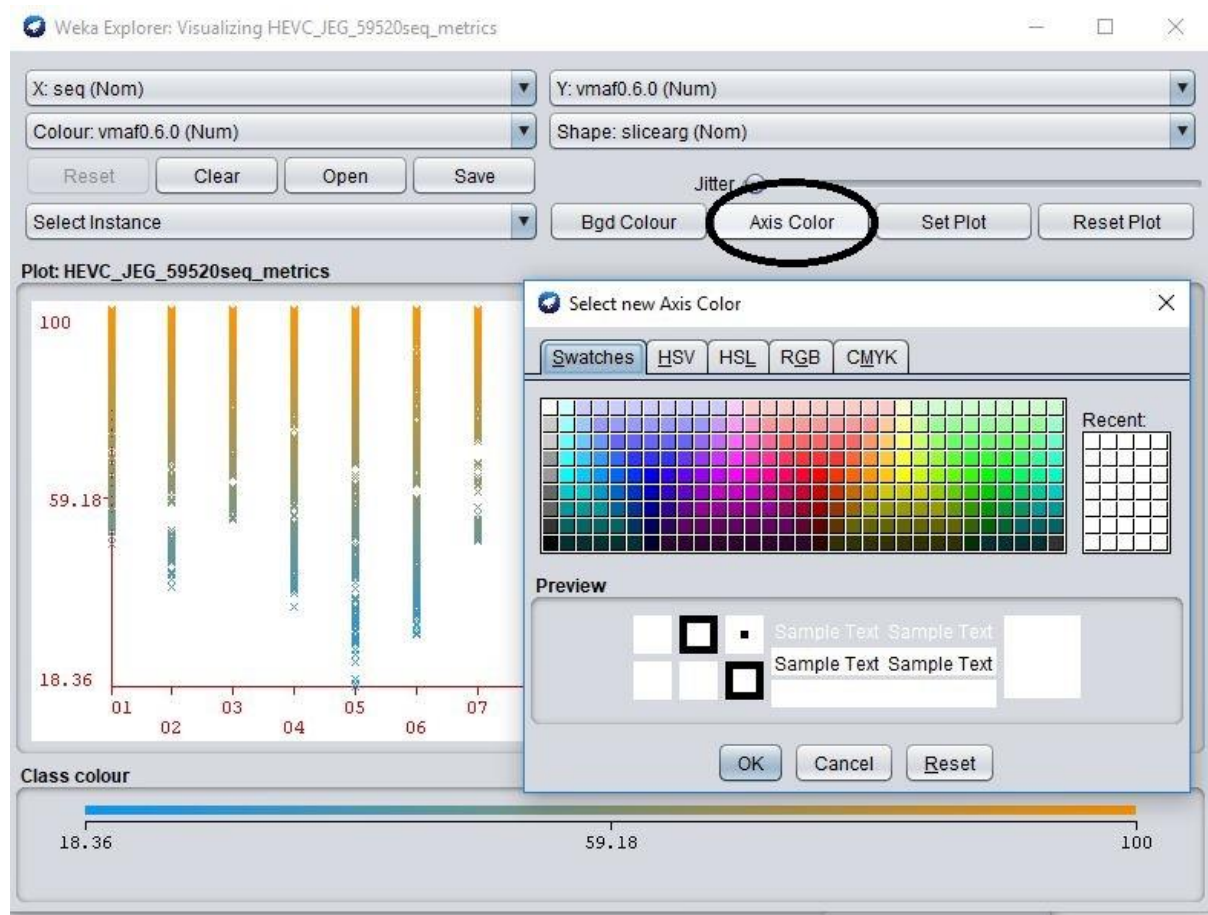 Weka Explorer: Visualizing HEVC_JEG_59520seq_metrics
X: seq (Nom) Y: vmaf0.6.0 (Num)
Colour: vmaf0.6.0 (Num) Shape: slicearg (Nom)
Reset Clear Open Save Jitter
Select Instance Bgd Colour Axis Color Set Plot Reset Plot
Plot: HEVC_JEG_59520seq_metrics
100
59.18
18.36
01 03 05 07
02 04 06
Select new Axis Color
Swatches HSV HSL RGB CMYK
Recent:
Preview
Sample Text Sample Text
Sample Text Sample Text
OK Cancel Reset
Class colour
18.36 59.18 100